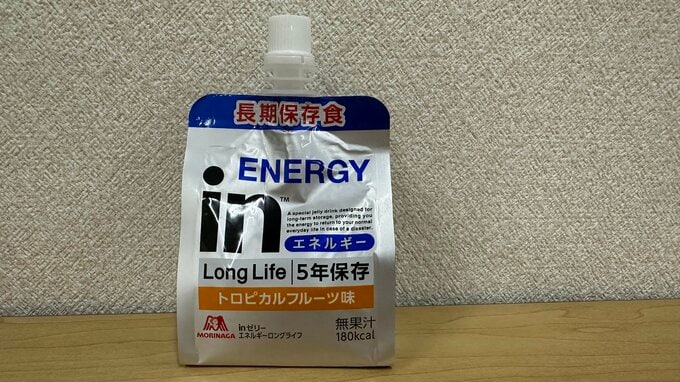 長期保存食
ENERGY
in™
A special jelly drink designed for
long-term storage, providing you
the energy to return to your normal
everyday life in case of a disaster.
エネルギー
Long Life 5年保存
トロピカルフルーツ味
MORINAGA
inゼリー
エネルギーロングライフ
無果汁
180kcal